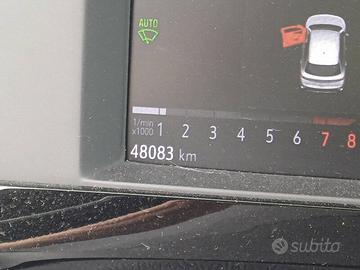 AUTO
1/min
x1000
1 2 3 4 5 6 7 8
48083 km
subito